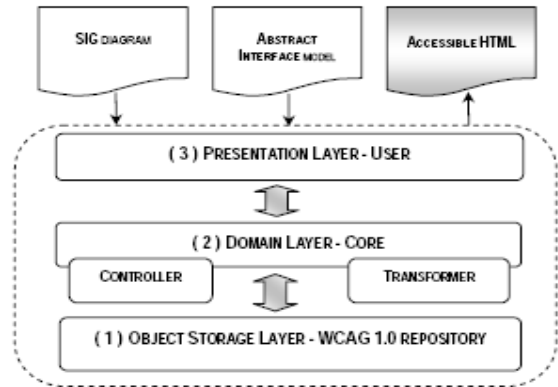 SIG DIAGRAM
ABSTRACT
INTERFACE MODEL
ACCESSIBLE HTML
( 3 ) PRESENTATION LAYER - USER
( 2 ) DOMAIN LAYER - CORE
CONTROLLER
TRANSFORMER
( 1 ) OBJECT STORAGE LAYER - WCAG 1.0 REPOSITORY